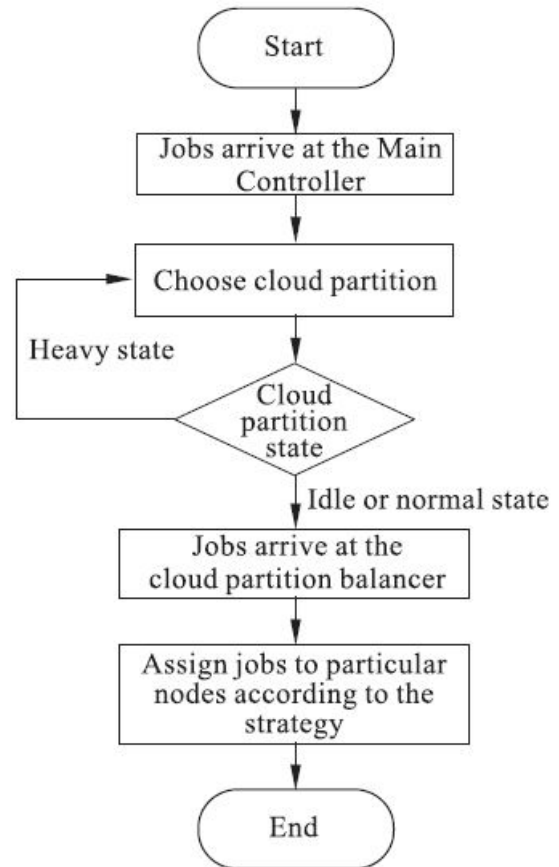 Start
Jobs arrive at the Main
Controller
Choose cloud partition
Heavy state
Cloud
partition
state
Idle or normal state
Jobs arrive at the
cloud partition balancer
Assign jobs to particular
nodes according to the
strategy
End